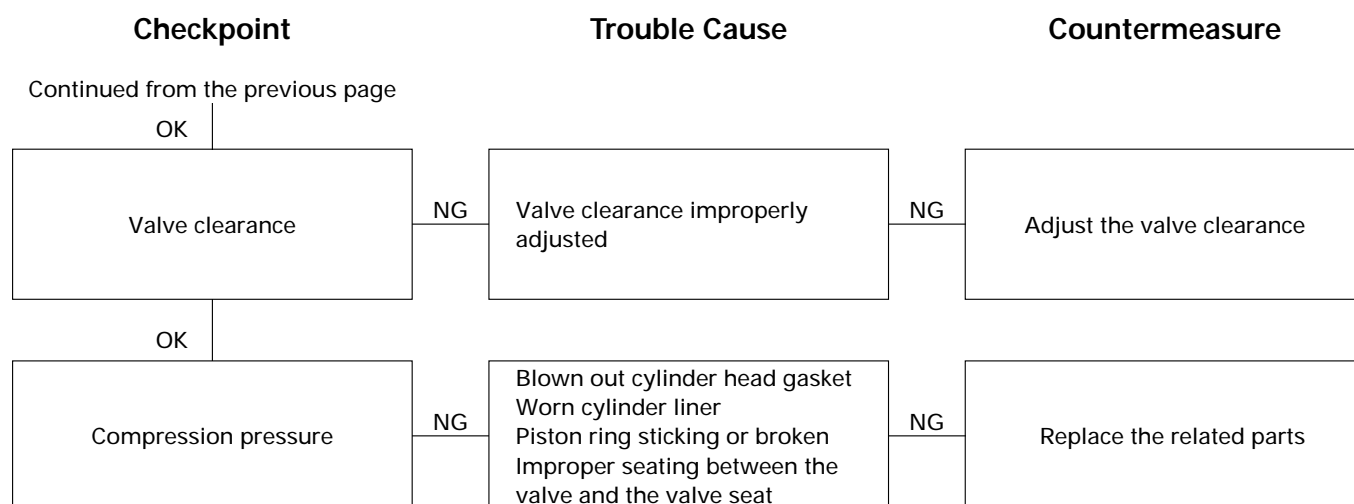 Checkpoint
Trouble Cause
Countermeasure
Continued from the previous page
OK
Valve clearance
NG
Valve clearance improperly
adjusted
NG
Adjust the valve clearance
OK
Compression pressure
NG
Blown out cylinder head gasket
Worn cylinder liner
Piston ring sticking or broken
Improper seating between the
valve and the valve seat
NG
Replace the related parts